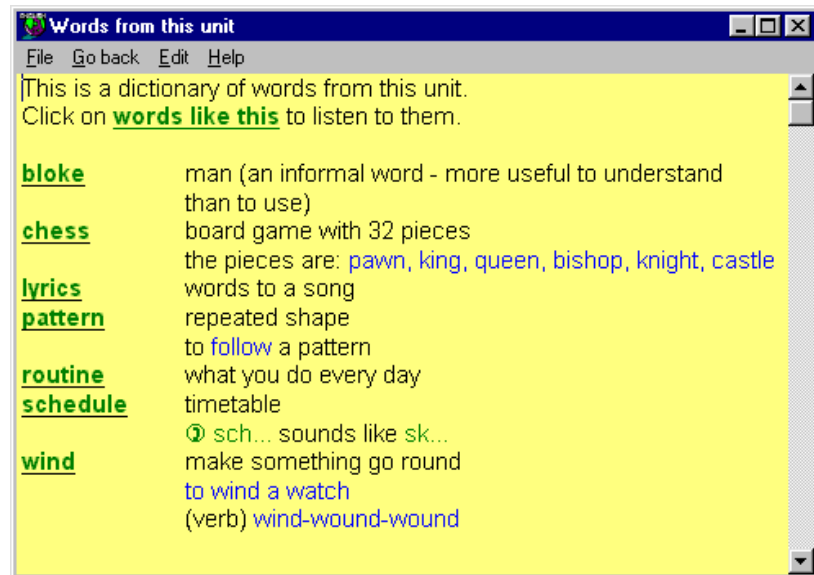 Words from this unit
File Go back Edit Help
This is a dictionary of words from this unit.
Click on words like this to listen to them.
bloke man (an informal word - more useful to understand
than to use)
chess board game with 32 pieces
the pieces are: pawn, king, queen, bishop, knight, castle
lyrics words to a song
pattern repeated shape
to follow a pattern
routine what you do every day
schedule timetable
sch... sounds like sk...
wind make something go round
to wind a watch
(verb) wind-wound-wound